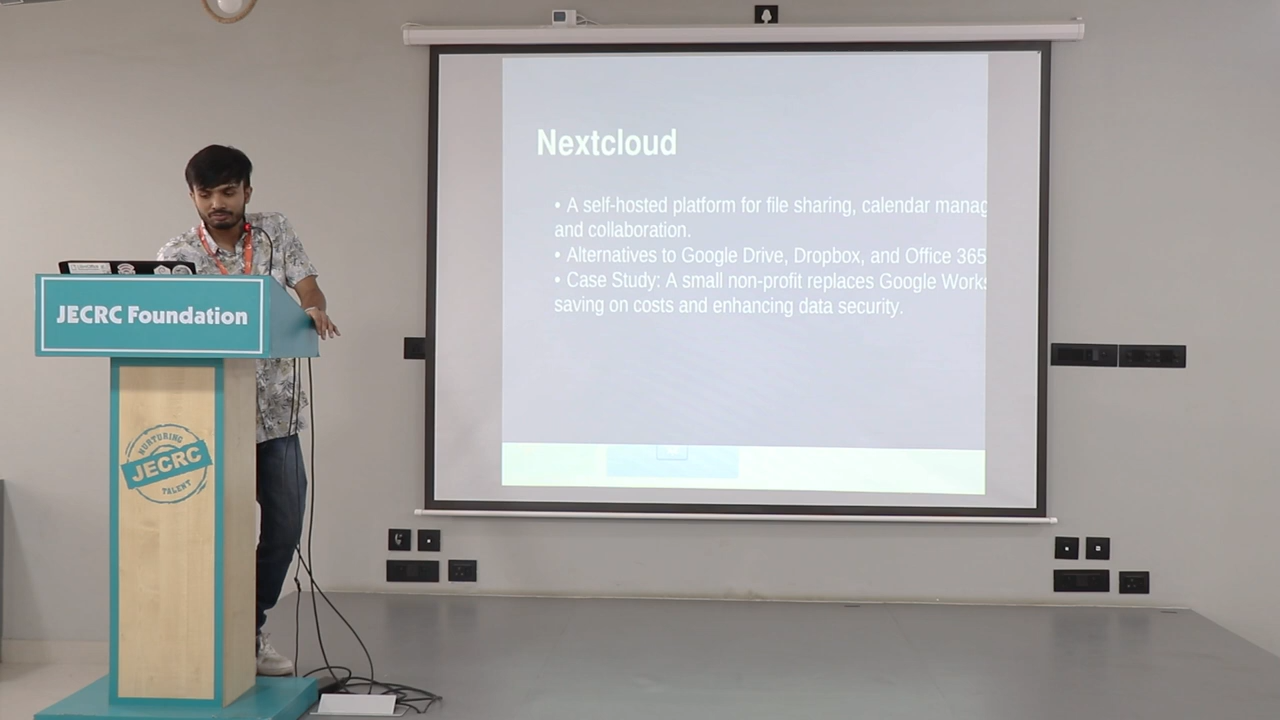 Nextcloud
• A self-hosted platform for file sharing, calendar manag
and collaboration.
• Alternatives to Google Drive, Dropbox, and Office 365
• Case Study: A small non-profit replaces Google Works
saving on costs and enhancing data security.
JECRC Foundation
NURTURING
JECRC
TALENT